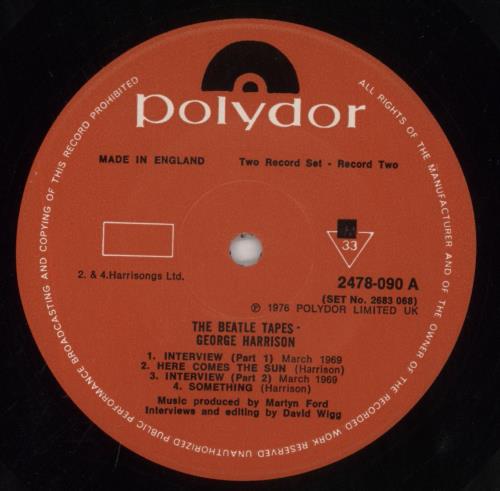 polydor
MADE IN ENGLAND
Two Record Set - Record Two
33
2. & 4.Harrisongs Ltd.
2478-090 A
(SET No. 2683 068)
℗ 1976 POLYDOR LIMITED UK
THE BEATLE TAPES -
GEORGE HARRISON
1. INTERVIEW (Part 1) March 1969
2. HERE COMES THE SUN (Harrison)
3. INTERVIEW (Part 2) March 1969
4. SOMETHING (Harrison)
Music produced by Martyn Ford
Interviews and editing by David Wigg
ALL RIGHTS OF THE MANUFACTURER AND OF THE OWNER OF THE RECORDED WORK RESERVED UNAUTHORIZED PUBLIC PERFORMANCE BROADCASTING AND COPYING OF THIS RECORD PROHIBITED